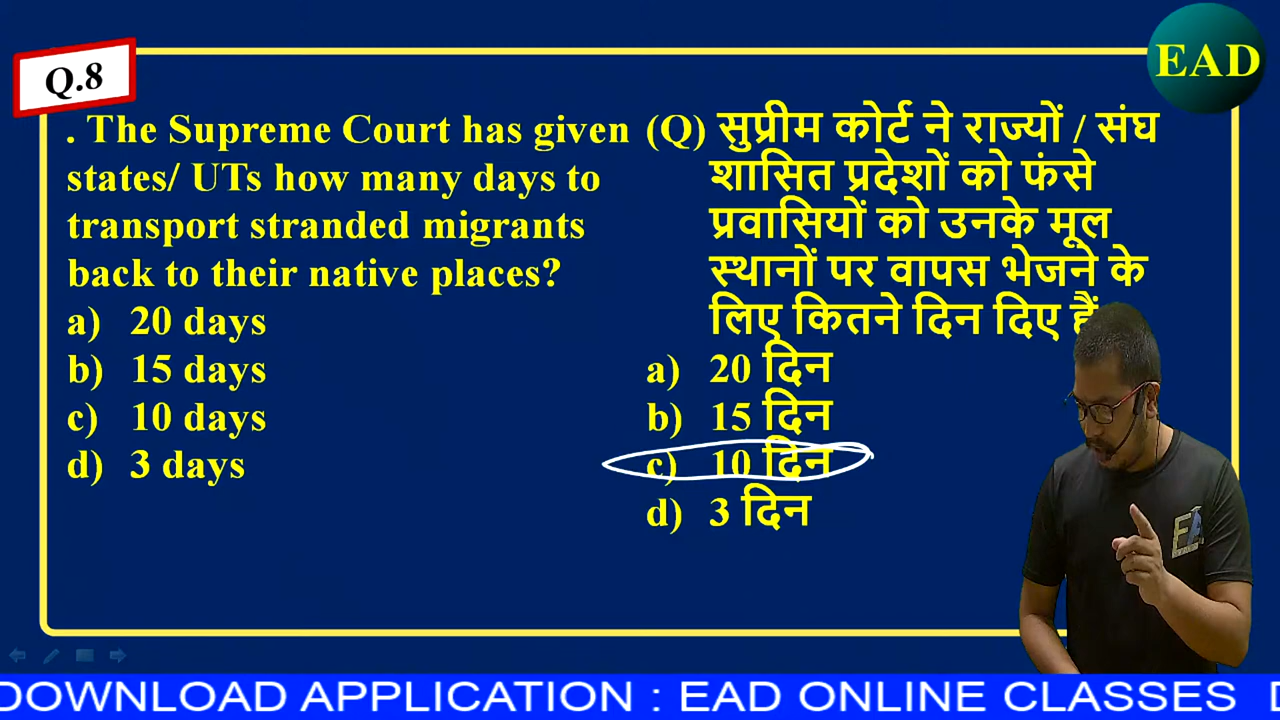 Q.8
EAD
. The Supreme Court has given
states/ UTs how many days to
transport stranded migrants
back to their native places?
a) 20 days
b) 15 days
c) 10 days
d) 3 days
(Q) सुप्रीम कोर्ट ने राज्यों / संघ
शासित प्रदेशों को फंसे
प्रवासियों को उनके मूल
स्थानों पर वापस भेजने के
लिए कितने दिन दिए हैं
a) 20 दिन
b) 15 दिन
c) 10 दिन
d) 3 दिन
DOWNLOAD APPLICATION : EAD ONLINE CLASSES